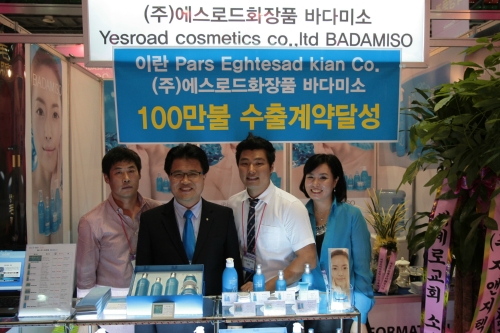 (주)에스로드화장품 바다미소
Yesroad cosmetics co.,ltd BADAMISO
이란 Pars Eghtesad kian Co.
(주)에스로드화장품 바다미소
100만불 수출계약달성
FORMAT